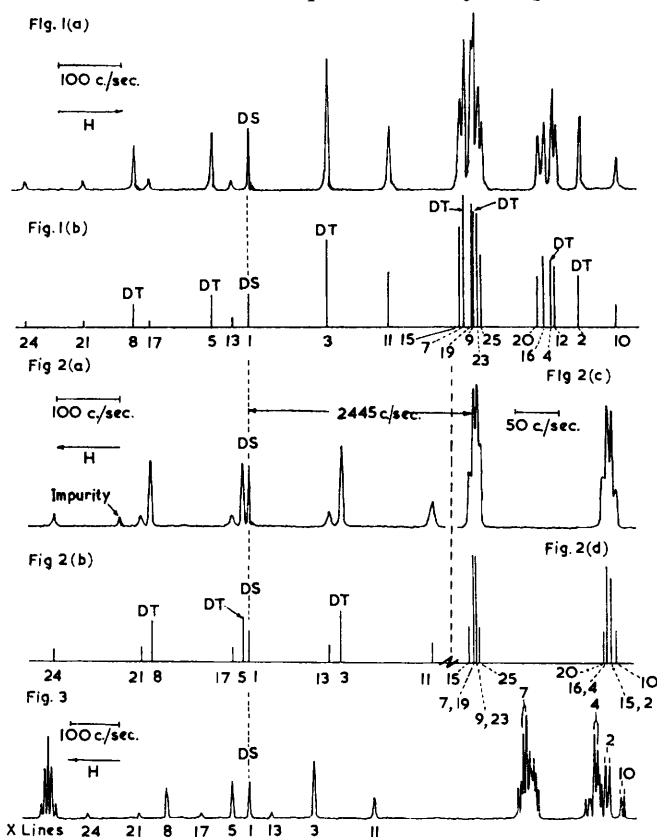 FIg. 1(a)
100 c./sec.
H
DS
Fig. 1(b)
DT
DT
DS
DT
DT
DT
DT
DT
24 21 8 17 5 13 1 3 11 15 7 19 9 23 25 20 16 4 12 2 10
Fig 2(a)
100 c./sec.
H
Impurity
DS
2445 c/sec.
FIg 2(c)
50 c/sec.
Fig 2(b)
DT
DT
DS
DT
Fig. 2(d)
24 21 8 17 5 1 13 3 11 15 7, 19 9, 23 25 20 16, 4 15, 2 10
Fig. 3
100 c/sec.
H
DS
7
4
2
10
X Lines 24 21 8 17 5 1 13 3 11